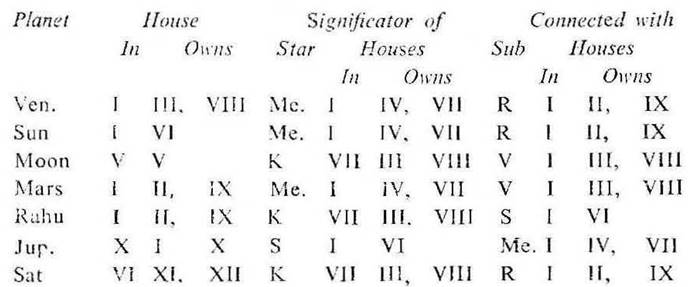 Planet House Significator of Connected with
In Owns Star Houses Sub Houses
In Owns In Owns
Ven. I III, VIII Me. I IV, VII R I II, IX
Sun I VI Me. I IV, VII R I II, IX
Moon V V K VII III VIII V I III, VIII
Mars I II, IX Me. I IV, VII V I III, VIII
Rahu I II, IX K VII III. VIII S I VI
Jup. X I X S I VI Me. I IV, VII
Sat VI XI. XII K VII III, VIII R I II, IX